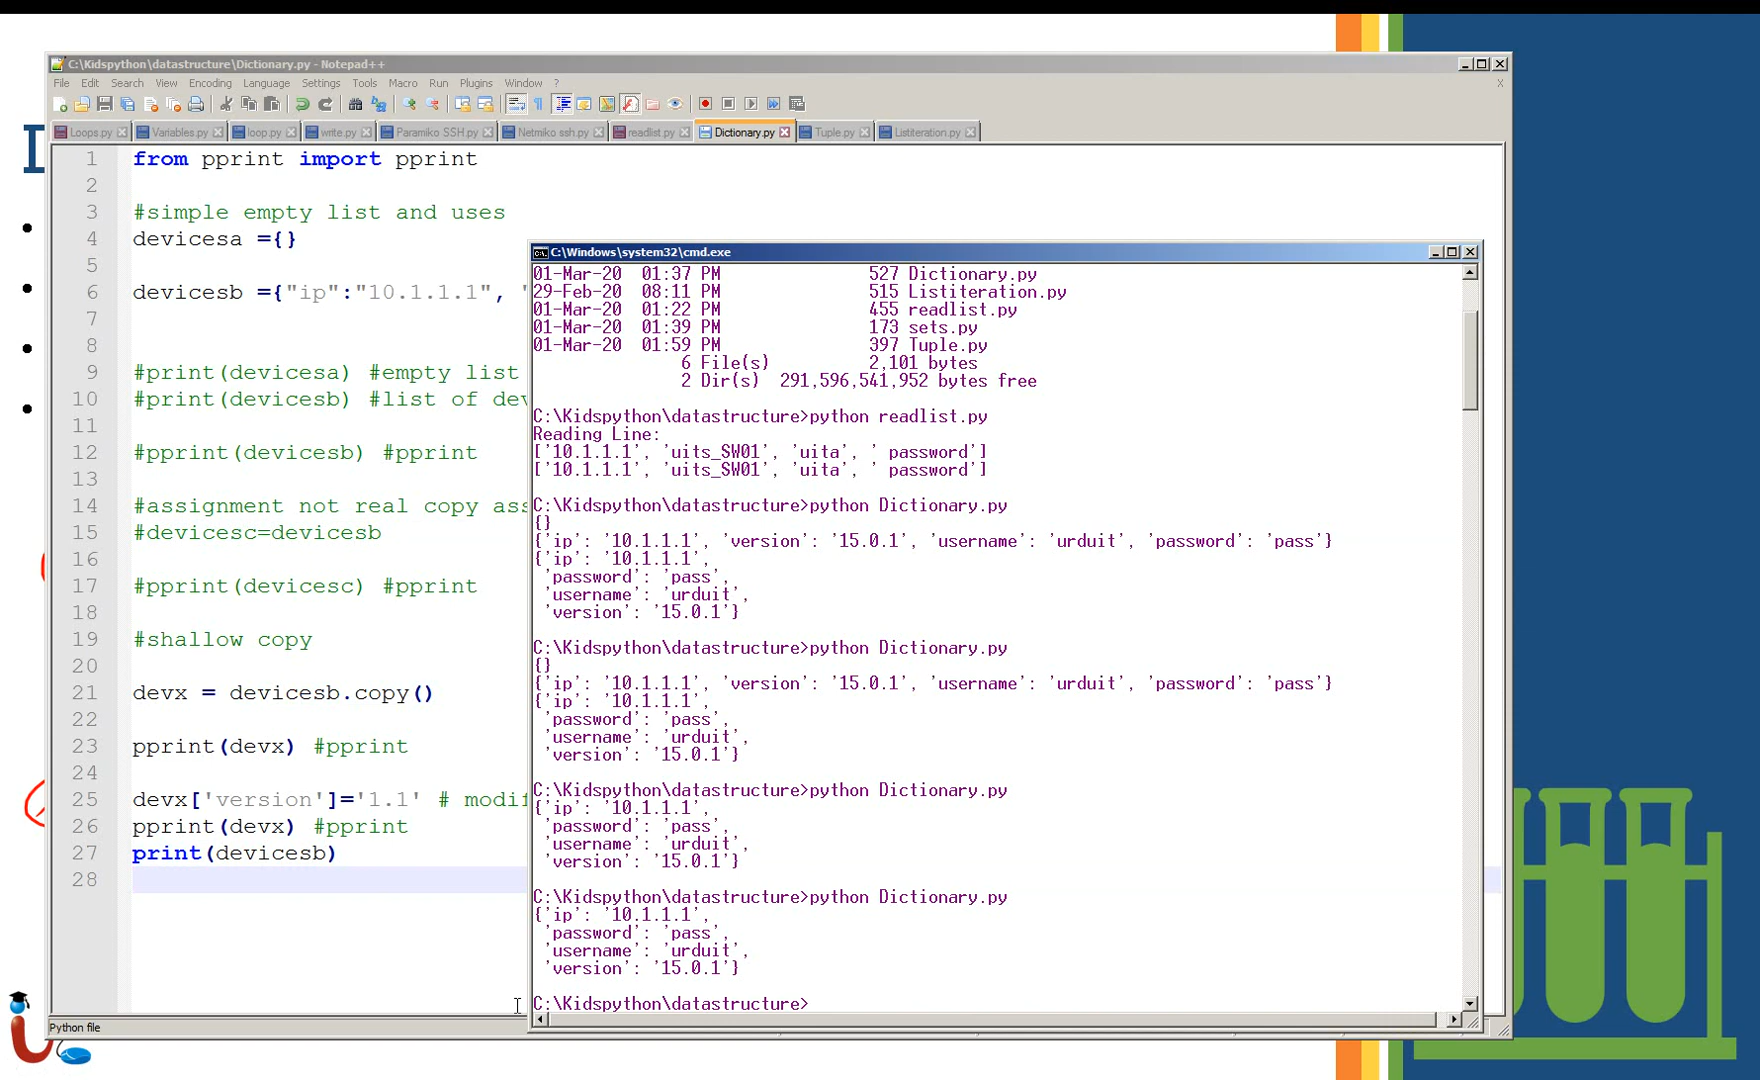 I
C:\Kidspython\datastructure\Dictionary.py - Notepad++
File Edit Search View Encoding Language Settings Tools Macro Run Plugins Window ?
Loops.py Variables.py loop.py write.py Paramiko SSH.py Netmiko ssh.py readlist.py Dictionary.py Tuple.py Listiteration.py
1 from pprint import pprint
2
3 #simple empty list and uses
4 devicesa ={}
5
6 devicesb ={"ip":"10.1.1.1", "
7
8
9 #print(devicesa) #empty list
10 #print(devicesb) #list of dev
11
12 #pprint(devicesb) #pprint
13
14 #assignment not real copy ass
15 #devicesc=devicesb
16
17 #pprint(devicesc) #pprint
18
19 #shallow copy
20
21 devx = devicesb.copy()
22
23 pprint(devx) #pprint
24
25 devx['version']='1.1' # modif
26 pprint(devx) #pprint
27 print(devicesb)
28
Python file
C:\Windows\system32\cmd.exe
01-Mar-20 01:37 PM 527 Dictionary.py
29-Feb-20 08:11 PM 515 Listiteration.py
01-Mar-20 01:22 PM 455 readlist.py
01-Mar-20 01:39 PM 173 sets.py
01-Mar-20 01:59 PM 397 Tuple.py
6 File(s) 2,101 bytes
2 Dir(s) 291,596,541,952 bytes free
C:\Kidspython\datastructure>python readlist.py
Reading Line:
['10.1.1.1', 'uits_SW01', 'uita', ' password']
['10.1.1.1', 'uits_SW01', 'uita', ' password']
C:\Kidspython\datastructure>python Dictionary.py
{}
{'ip': '10.1.1.1', 'version': '15.0.1', 'username': 'urduit', 'password': 'pass'}
{'ip': '10.1.1.1',
'password': 'pass',
'username': 'urduit',
'version': '15.0.1'}
C:\Kidspython\datastructure>python Dictionary.py
{}
{'ip': '10.1.1.1', 'version': '15.0.1', 'username': 'urduit', 'password': 'pass'}
{'ip': '10.1.1.1',
'password': 'pass',
'username': 'urduit',
'version': '15.0.1'}
C:\Kidspython\datastructure>python Dictionary.py
{'ip': '10.1.1.1',
'password': 'pass',
'username': 'urduit',
'version': '15.0.1'}
C:\Kidspython\datastructure>python Dictionary.py
{'ip': '10.1.1.1',
'password': 'pass',
'username': 'urduit',
'version': '15.0.1'}
C:\Kidspython\datastructure>